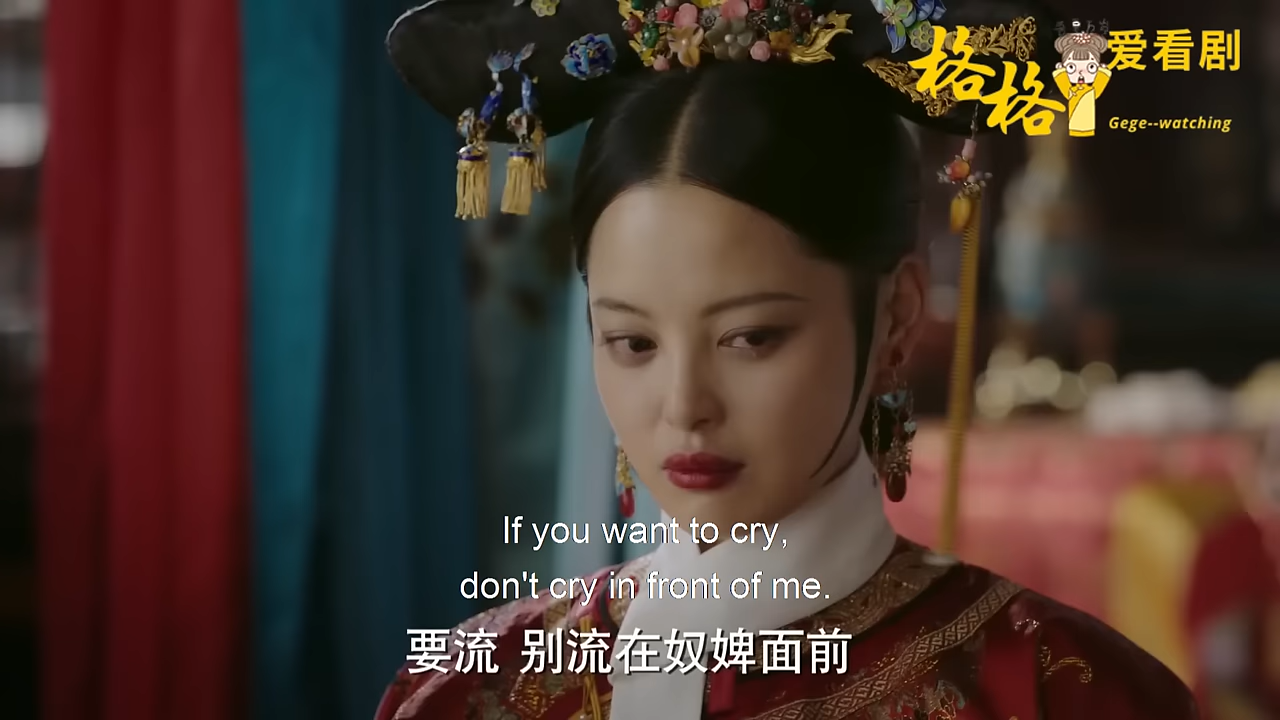 格格
爱看剧
Gege--watching
If you want to cry,
don't cry in front of me.
要流 别流在奴婢面前